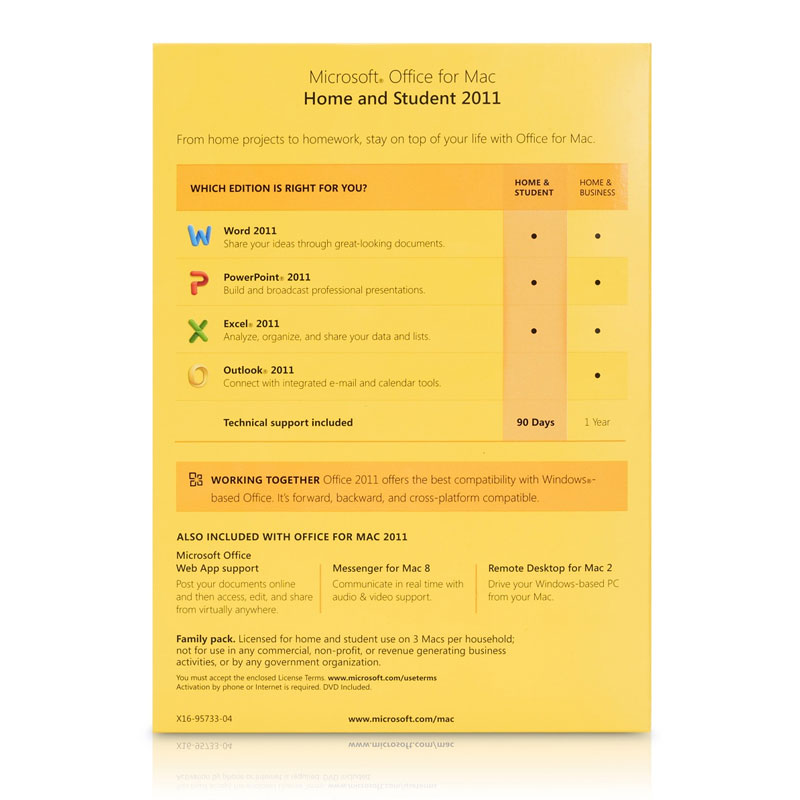 Microsoft® Office for Mac
Home and Student 2011
From home projects to homework, stay on top of your life with Office for Mac.
WHICH EDITION IS RIGHT FOR YOU?
HOME &
STUDENT
HOME &
BUSINESS
Word 2011
Share your ideas through great-looking documents.
PowerPoint® 2011
Build and broadcast professional presentations.
Excel® 2011
Analyze, organize, and share your data and lists.
Outlook® 2011
Connect with integrated e-mail and calendar tools.
Technical support included 90 Days 1 Year
WORKING TOGETHER Office 2011 offers the best compatibility with Windows®-
based Office. It's forward, backward, and cross-platform compatible.
ALSO INCLUDED WITH OFFICE FOR MAC 2011
Microsoft Office
Web App support
Post your documents online
and then access, edit, and share
from virtually anywhere.
Messenger for Mac 8
Communicate in real time with
audio & video support.
Remote Desktop for Mac 2
Drive your Windows-based PC
from your Mac.
Family pack. Licensed for home and student use on 3 Macs per household;
not for use in any commercial, non-profit, or revenue generating business
activities, or by any government organization.
You must accept the enclosed License Terms. www.microsoft.com/useterms
Activation by phone or Internet is required. DVD Included.
X16-95733-04
www.microsoft.com/mac